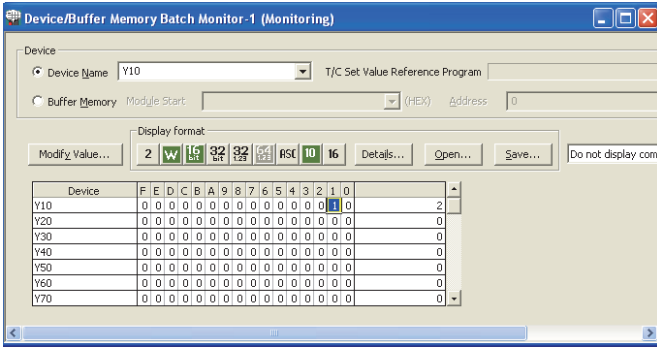 Device/Buffer Memory Batch Monitor-1 (Monitoring)
Device
Device Name Y10 T/C Set Value Reference Program
Buffer Memory Module Start (HEX) Address 0
Display format
Modify Value... 2 W 16 bit 32 bit 32 1.23 64 1.23 ASC 10 16 Details... Open... Save... Do not display com
Device F E D C B A 9 8 7 6 5 4 3 2 1 0
Y10 0 0 0 0 0 0 0 0 0 0 0 0 0 0 1 0 2
Y20 0 0 0 0 0 0 0 0 0 0 0 0 0 0 0 0 0
Y30 0 0 0 0 0 0 0 0 0 0 0 0 0 0 0 0 0
Y40 0 0 0 0 0 0 0 0 0 0 0 0 0 0 0 0 0
Y50 0 0 0 0 0 0 0 0 0 0 0 0 0 0 0 0 0
Y60 0 0 0 0 0 0 0 0 0 0 0 0 0 0 0 0 0
Y70 0 0 0 0 0 0 0 0 0 0 0 0 0 0 0 0 0